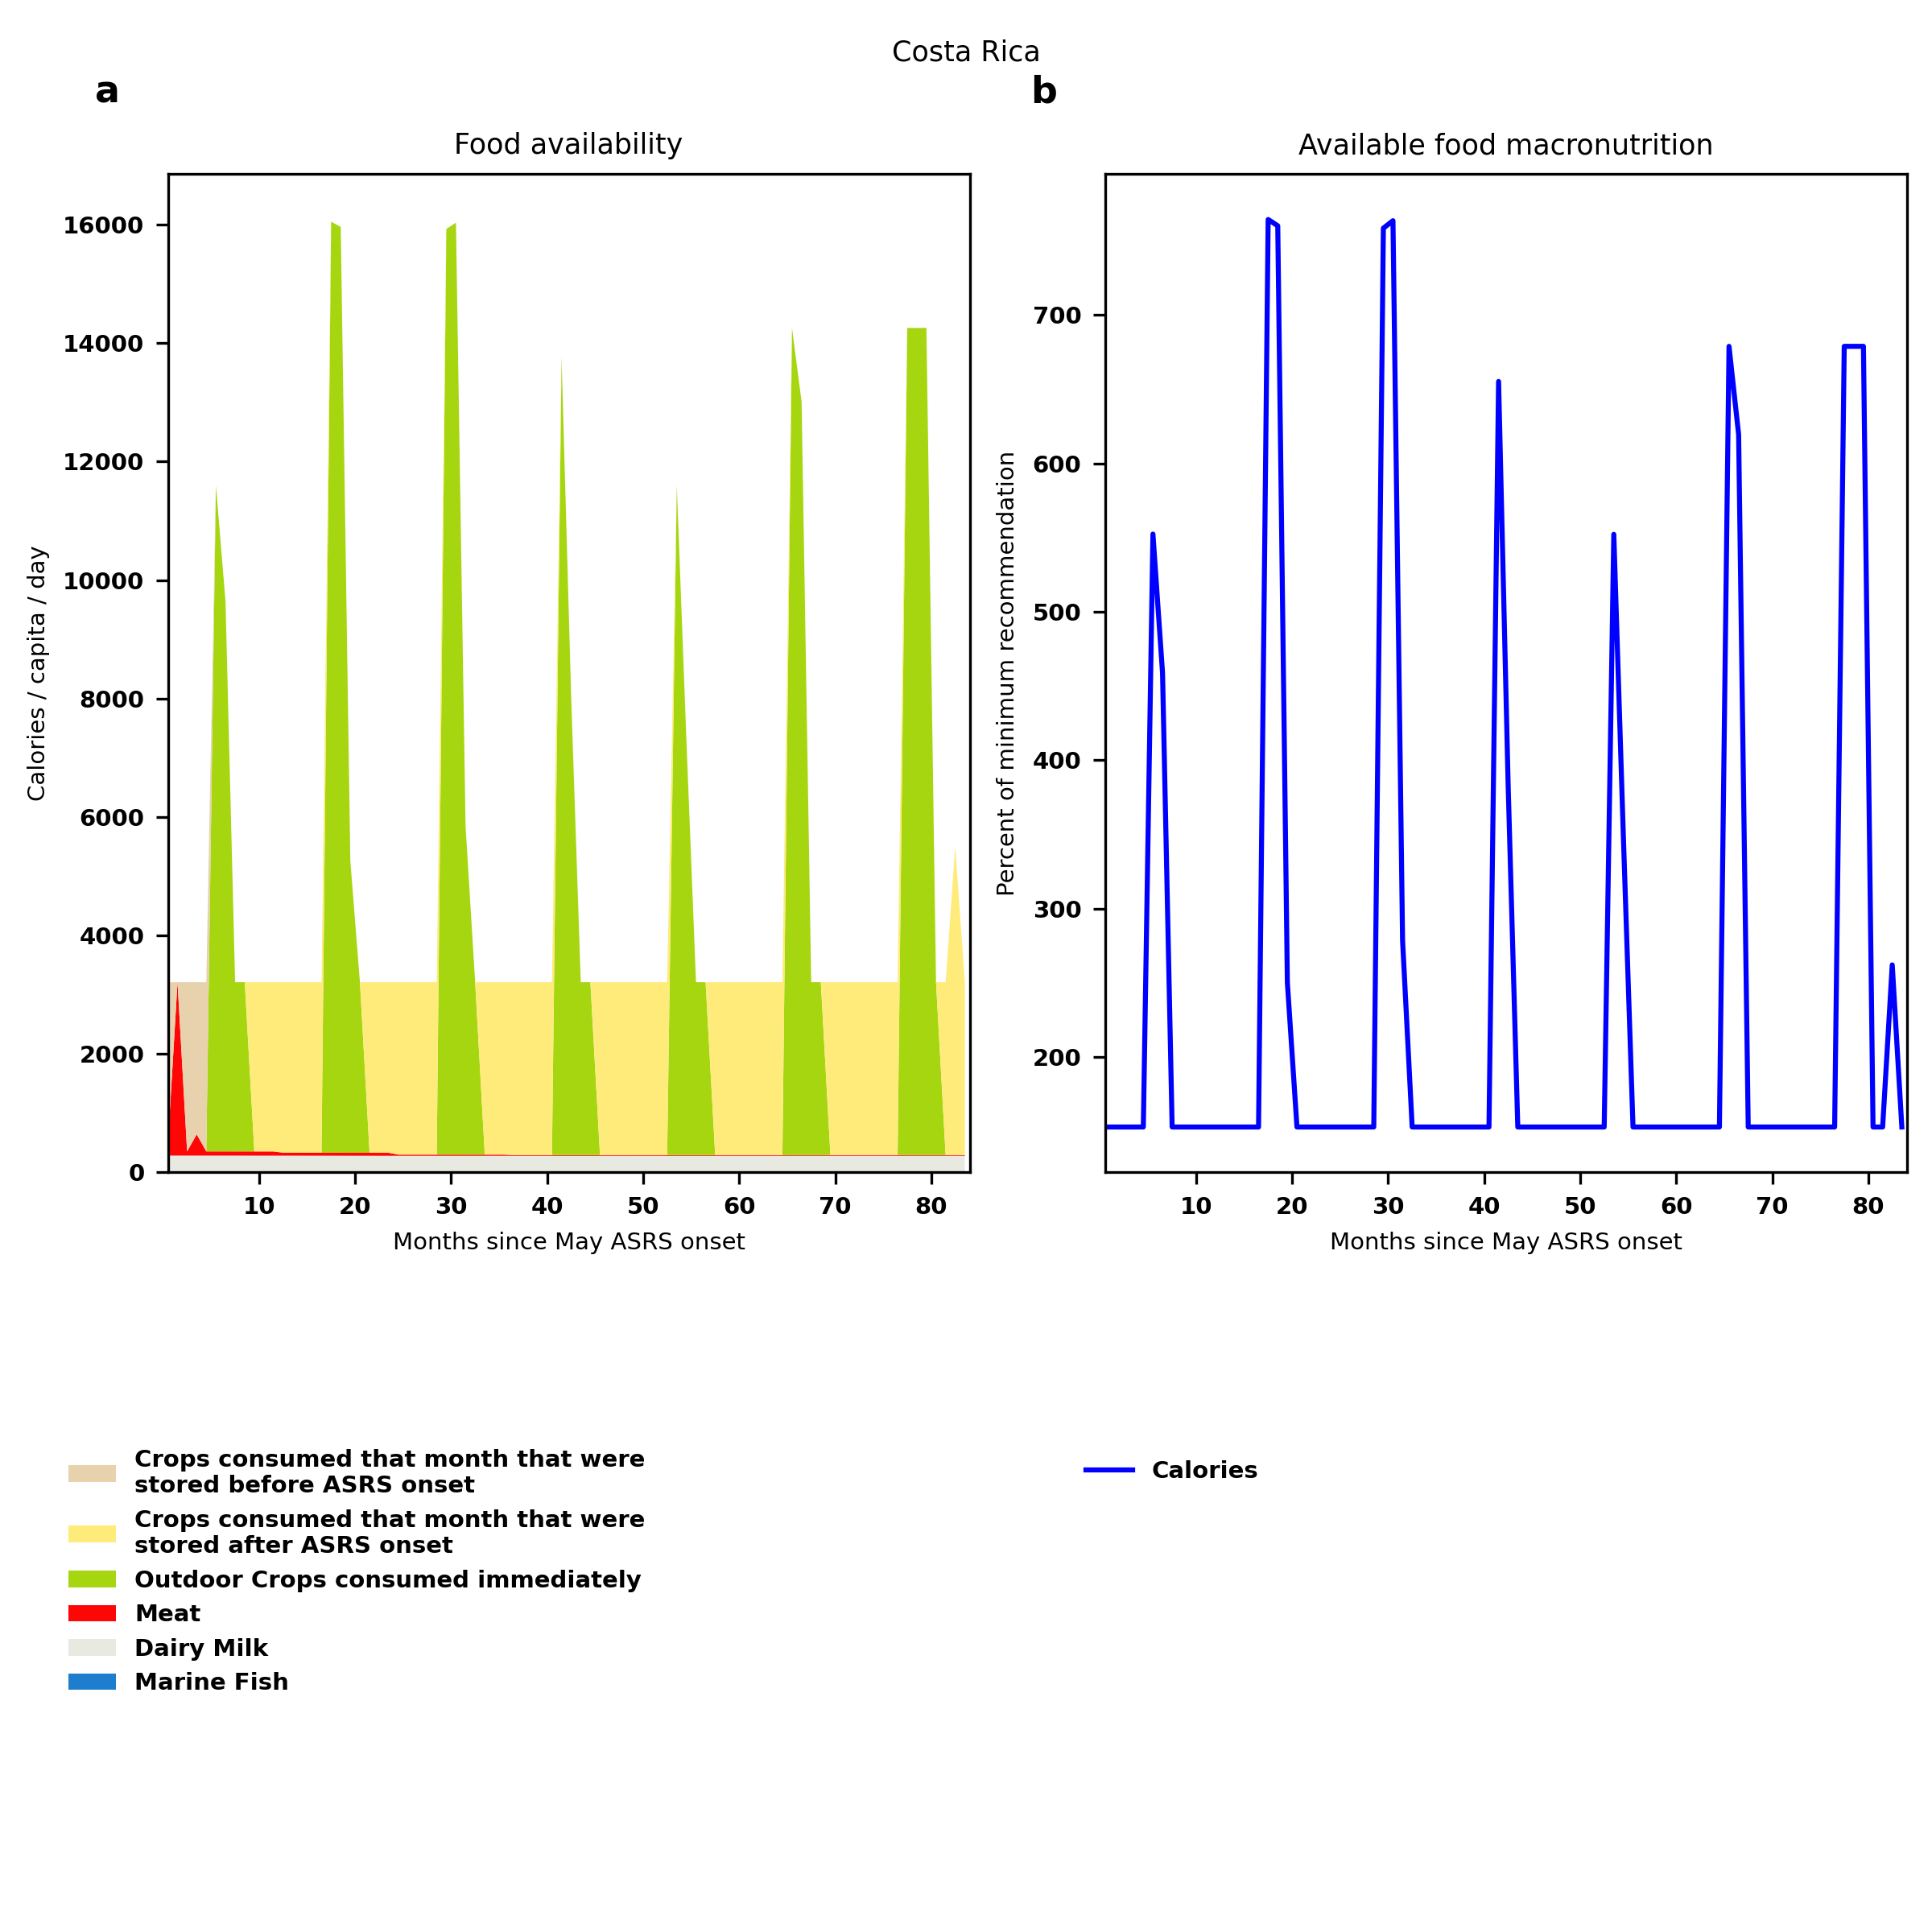 Costa Rica
a
b
Food availability
Available food macronutrition
16000
14000
12000
10000
8000
6000
4000
2000
0
Calories / capita / day
10 20 30 40 50 60 70 80
Months since May ASRS onset
700
600
500
400
300
200
Percent of minimum recommendation
10 20 30 40 50 60 70 80
Months since May ASRS onset
Crops consumed that month that were
stored before ASRS onset
Crops consumed that month that were
stored after ASRS onset
Outdoor Crops consumed immediately
Meat
Dairy Milk
Marine Fish
Calories